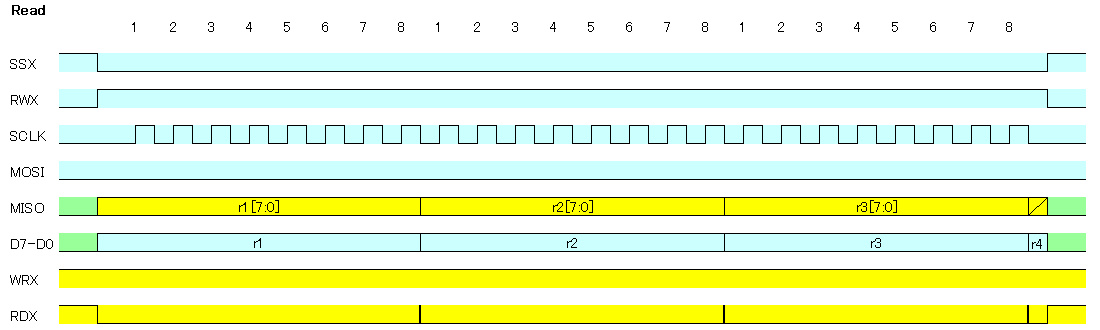 Read
1 2 3 4 5 6 7 8 1 2 3 4 5 6 7 8 1 2 3 4 5 6 7 8
SSX
RWX
SCLK
MOSI
MISO r1[7:0] r2[7:0] r3[7:0]
D7-D0 r1 r2 r3 r4
WRX
RDX